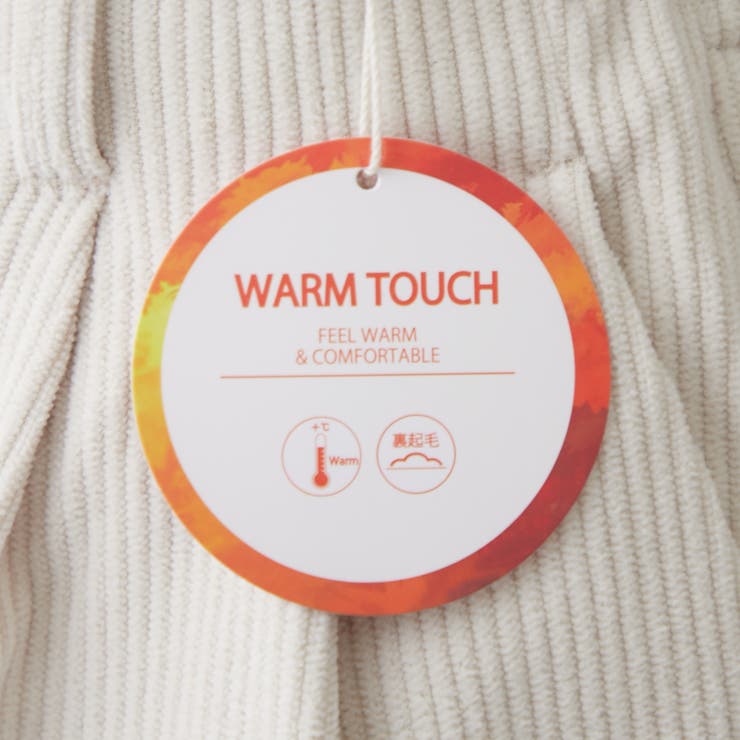 WARM TOUCH
FEEL WARM
& COMFORTABLE
+℃
Warm
裏起毛